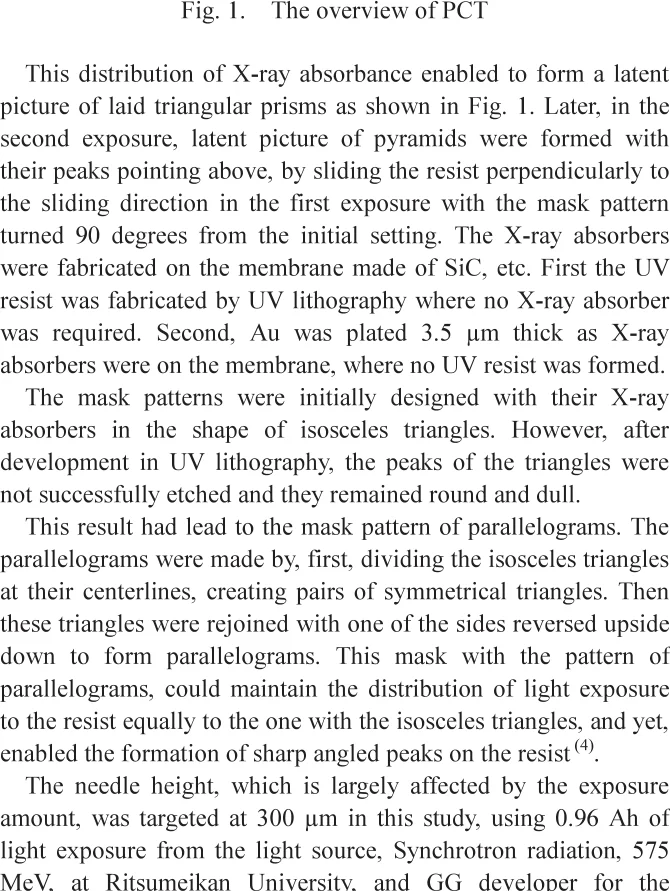 Fig. 1. The overview of PCT
This distribution of X-ray absorbance enabled to form a latent
picture of laid triangular prisms as shown in Fig. 1. Later, in the
second exposure, latent picture of pyramids were formed with
their peaks pointing above, by sliding the resist perpendicularly to
the sliding direction in the first exposure with the mask pattern
turned 90 degrees from the initial setting. The X-ray absorbers
were fabricated on the membrane made of SiC, etc. First the UV
resist was fabricated by UV lithography where no X-ray absorber
was required. Second, Au was plated 3.5 μm thick as X-ray
absorbers were on the membrane, where no UV resist was formed.
The mask patterns were initially designed with their X-ray
absorbers in the shape of isosceles triangles. However, after
development in UV lithography, the peaks of the triangles were
not successfully etched and they remained round and dull.
This result had lead to the mask pattern of parallelograms. The
parallelograms were made by, first, dividing the isosceles triangles
at their centerlines, creating pairs of symmetrical triangles. Then
these triangles were rejoined with one of the sides reversed upside
down to form parallelograms. This mask with the pattern of
parallelograms, could maintain the distribution of light exposure
to the resist equally to the one with the isosceles triangles, and yet,
enabled the formation of sharp angled peaks on the resist (4).
The needle height, which is largely affected by the exposure
amount, was targeted at 300 μm in this study, using 0.96 Ah of
light exposure from the light source, Synchrotron radiation, 575
MeV, at Ritsumeikan University, and GG developer for the